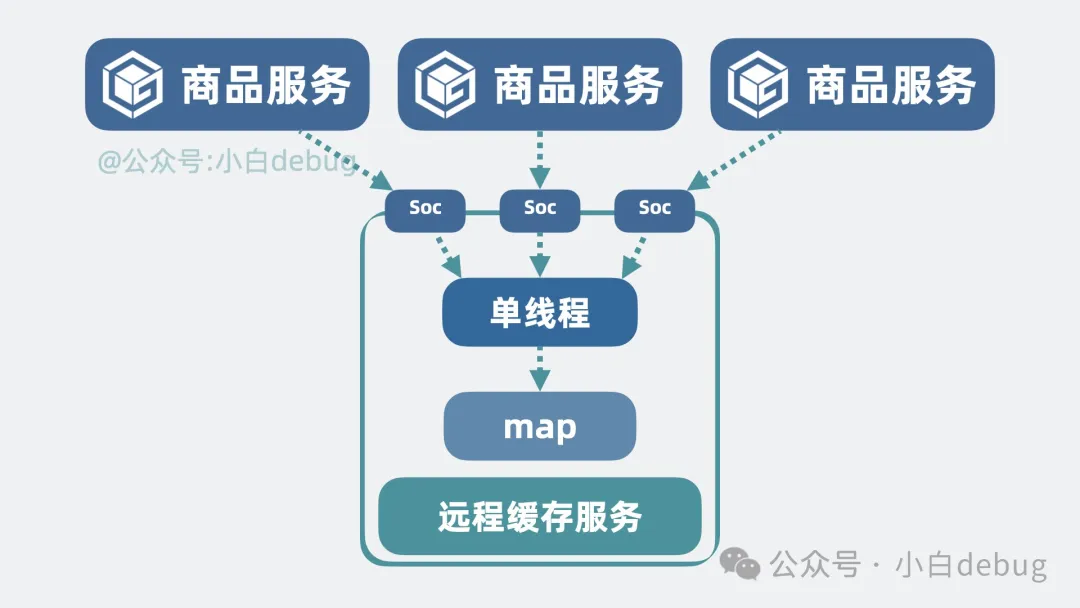 商品服务
商品服务
商品服务
@公众号:小白debug
Soc
Soc
Soc
单线程
map
远程缓存服务
公众号 · 小白debug